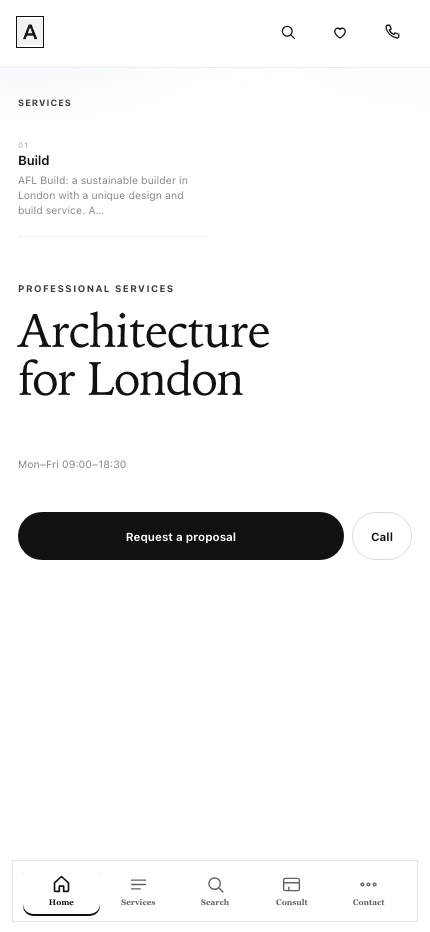 A
SERVICES
01
Build
AFL Build: a sustainable builder in
London with a unique design and
build service. A...
PROFESSIONAL SERVICES
Architecture
for London
Mon–Fri 09:00–18:30
Request a proposal
Call
Home
Services
Search
Consult
Contact